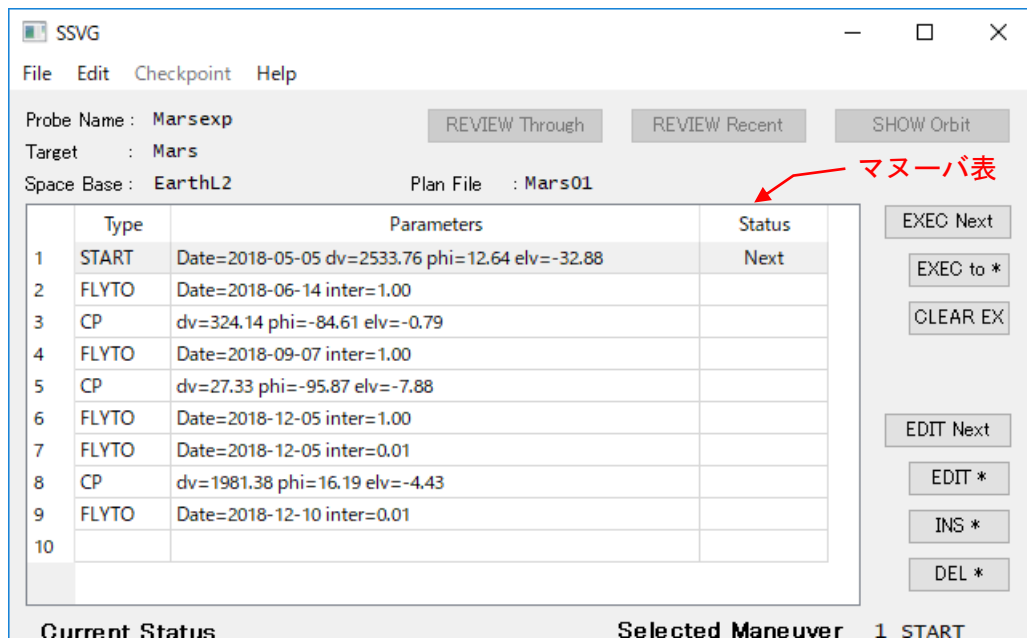 SSVG
File Edit Checkpoint Help
Probe Name : Marsexp
REVIEW Through REVIEW Recent SHOW Orbit
Target : Mars
マヌーバ表
Space Base : EarthL2 Plan File : Mars01
Type Parameters Status
1 START Date=2018-05-05 dv=2533.76 phi=12.64 elv=-32.88 Next
2 FLYTO Date=2018-06-14 inter=1.00
3 CP dv=324.14 phi=-84.61 elv=-0.79
4 FLYTO Date=2018-09-07 inter=1.00
5 CP dv=27.33 phi=-95.87 elv=-7.88
6 FLYTO Date=2018-12-05 inter=1.00
7 FLYTO Date=2018-12-05 inter=0.01
8 CP dv=1981.38 phi=16.19 elv=-4.43
9 FLYTO Date=2018-12-10 inter=0.01
10
EXEC Next
EXEC to *
CLEAR EX
EDIT Next
EDIT *
INS *
DEL *
Current Status Selected Maneuver 1 START